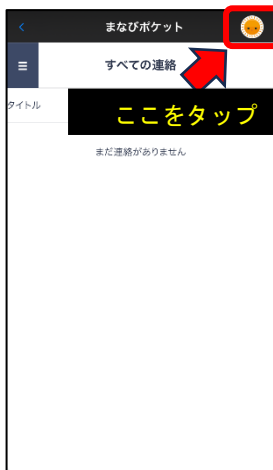 まなびポケット
すべての連絡
タイトル
ここをタップ
まだ連絡がありません